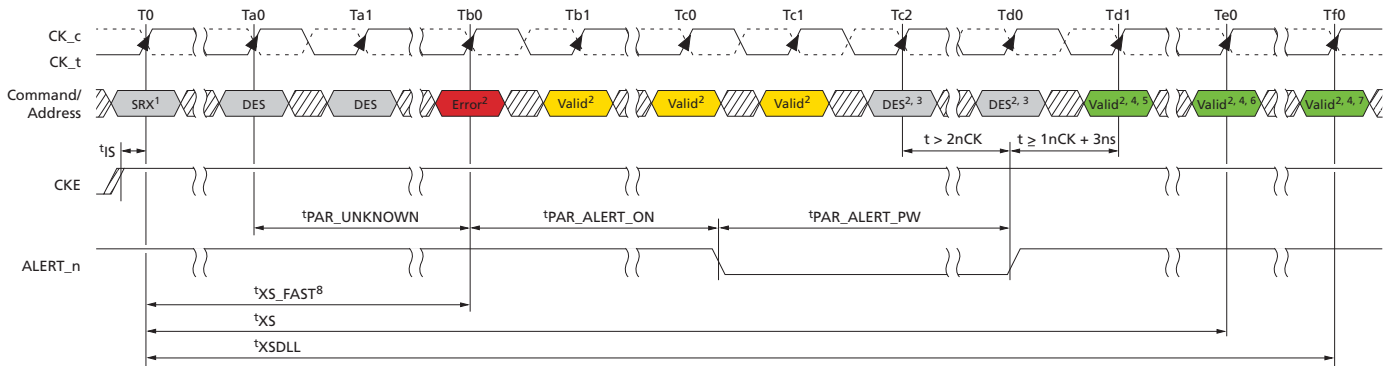 T0 Ta0 Ta1 Tb0 Tb1 Tc0 Tc1 Tc2 Td0 Td1 Te0 Tf0
CK_c
CK_t
Command/
Address
SRX1 DES DES Error2 Valid2 Valid2 Valid2 DES2, 3 DES2, 3 Valid2, 4, 5 Valid2, 4, 6 Valid2, 4, 7
t > 2nCK t ≥ 1nCK + 3ns
tIS
CKE
tPAR_UNKNOWN tPAR_ALERT_ON tPAR_ALERT_PW
ALERT_n
tXS_FAST8
tXS
tXSDLL